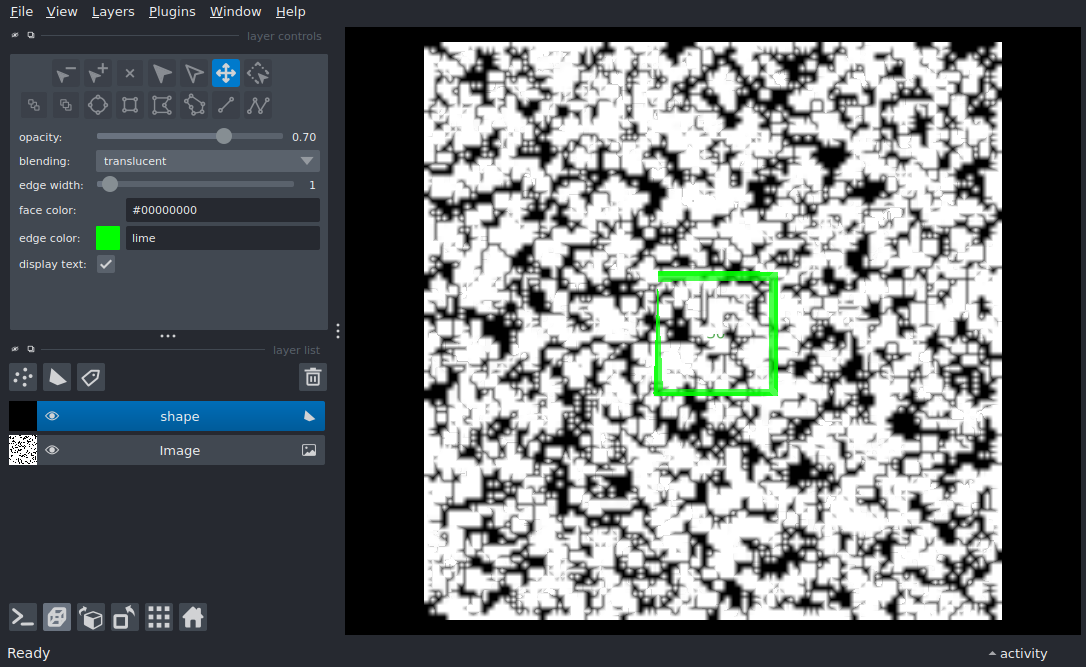 File View Layers Plugins Window Help
layer controls
opacity: 0.70
blending: translucent
edge width: 1
face color: #00000000
edge color: lime
display text:
layer list
shape
Image
Ready
activity